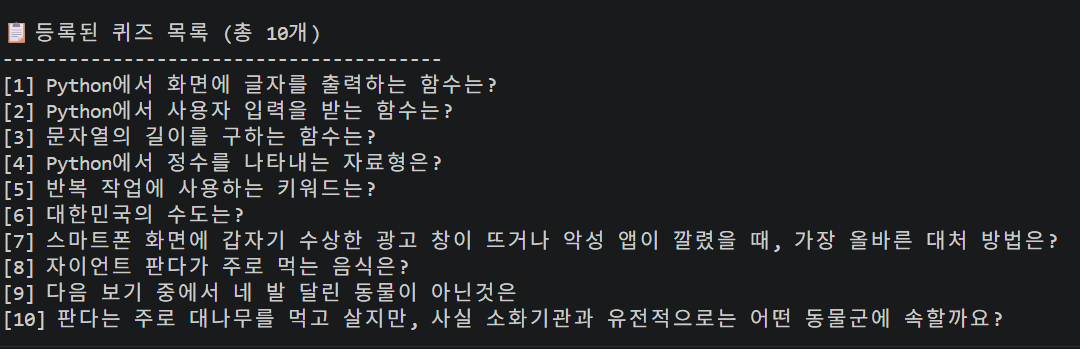 📋 등록된 퀴즈 목록 (총 10개)
----------------------------------------
[1] Python에서 화면에 글자를 출력하는 함수는?
[2] Python에서 사용자 입력을 받는 함수는?
[3] 문자열의 길이를 구하는 함수는?
[4] Python에서 정수를 나타내는 자료형은?
[5] 반복 작업에 사용하는 키워드는?
[6] 대한민국의 수도는?
[7] 스마트폰 화면에 갑자기 수상한 광고 창이 뜨거나 악성 앱이 깔렸을 때, 가장 올바른 대처 방법은?
[8] 자이언트 판다가 주로 먹는 음식은?
[9] 다음 보기 중에서 네 발 달린 동물이 아닌것은
[10] 판다는 주로 대나무를 먹고 살지만, 사실 소화기관과 유전적으로는 어떤 동물군에 속할까요?